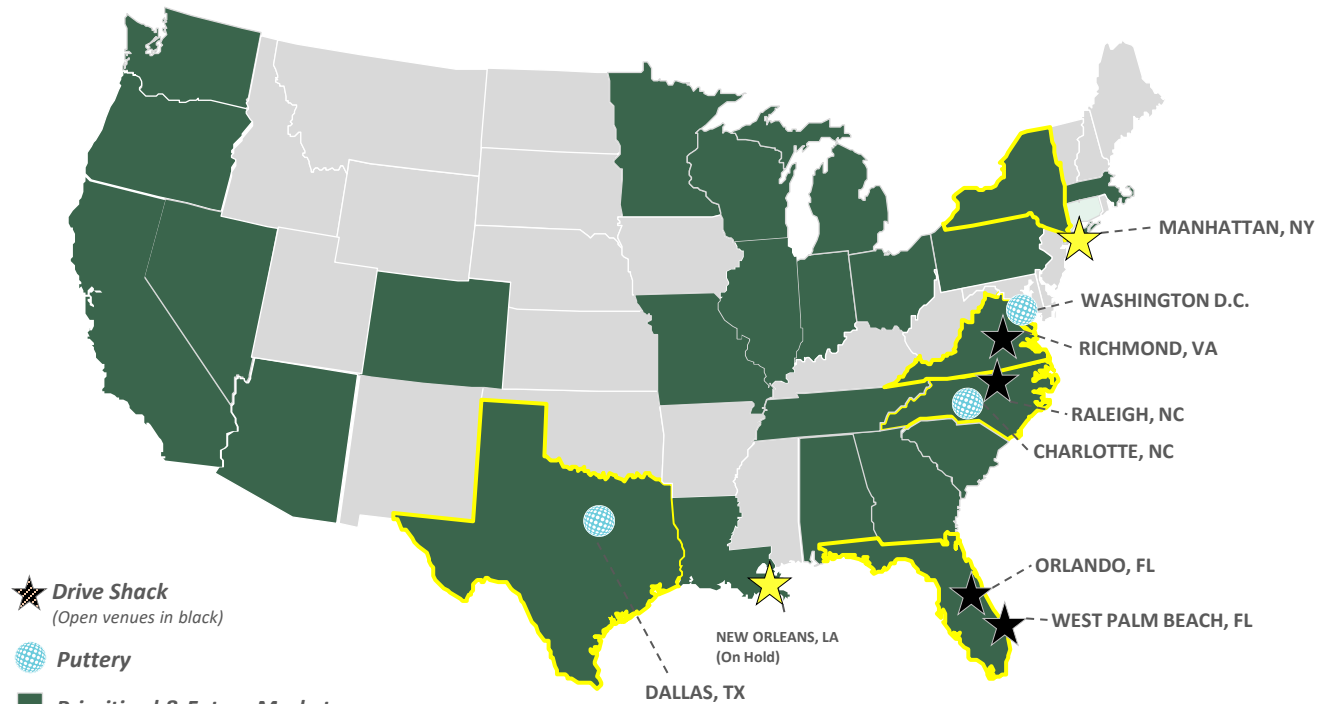 MANHATTAN, NY
WASHINGTON D.C.
RICHMOND, VA
RALEIGH, NC
CHARLOTTE, NC
ORLANDO, FL
WEST PALM BEACH, FL
NEW ORLEANS, LA
(On Hold)
DALLAS, TX
Drive Shack
(Open venues in black)
Puttery